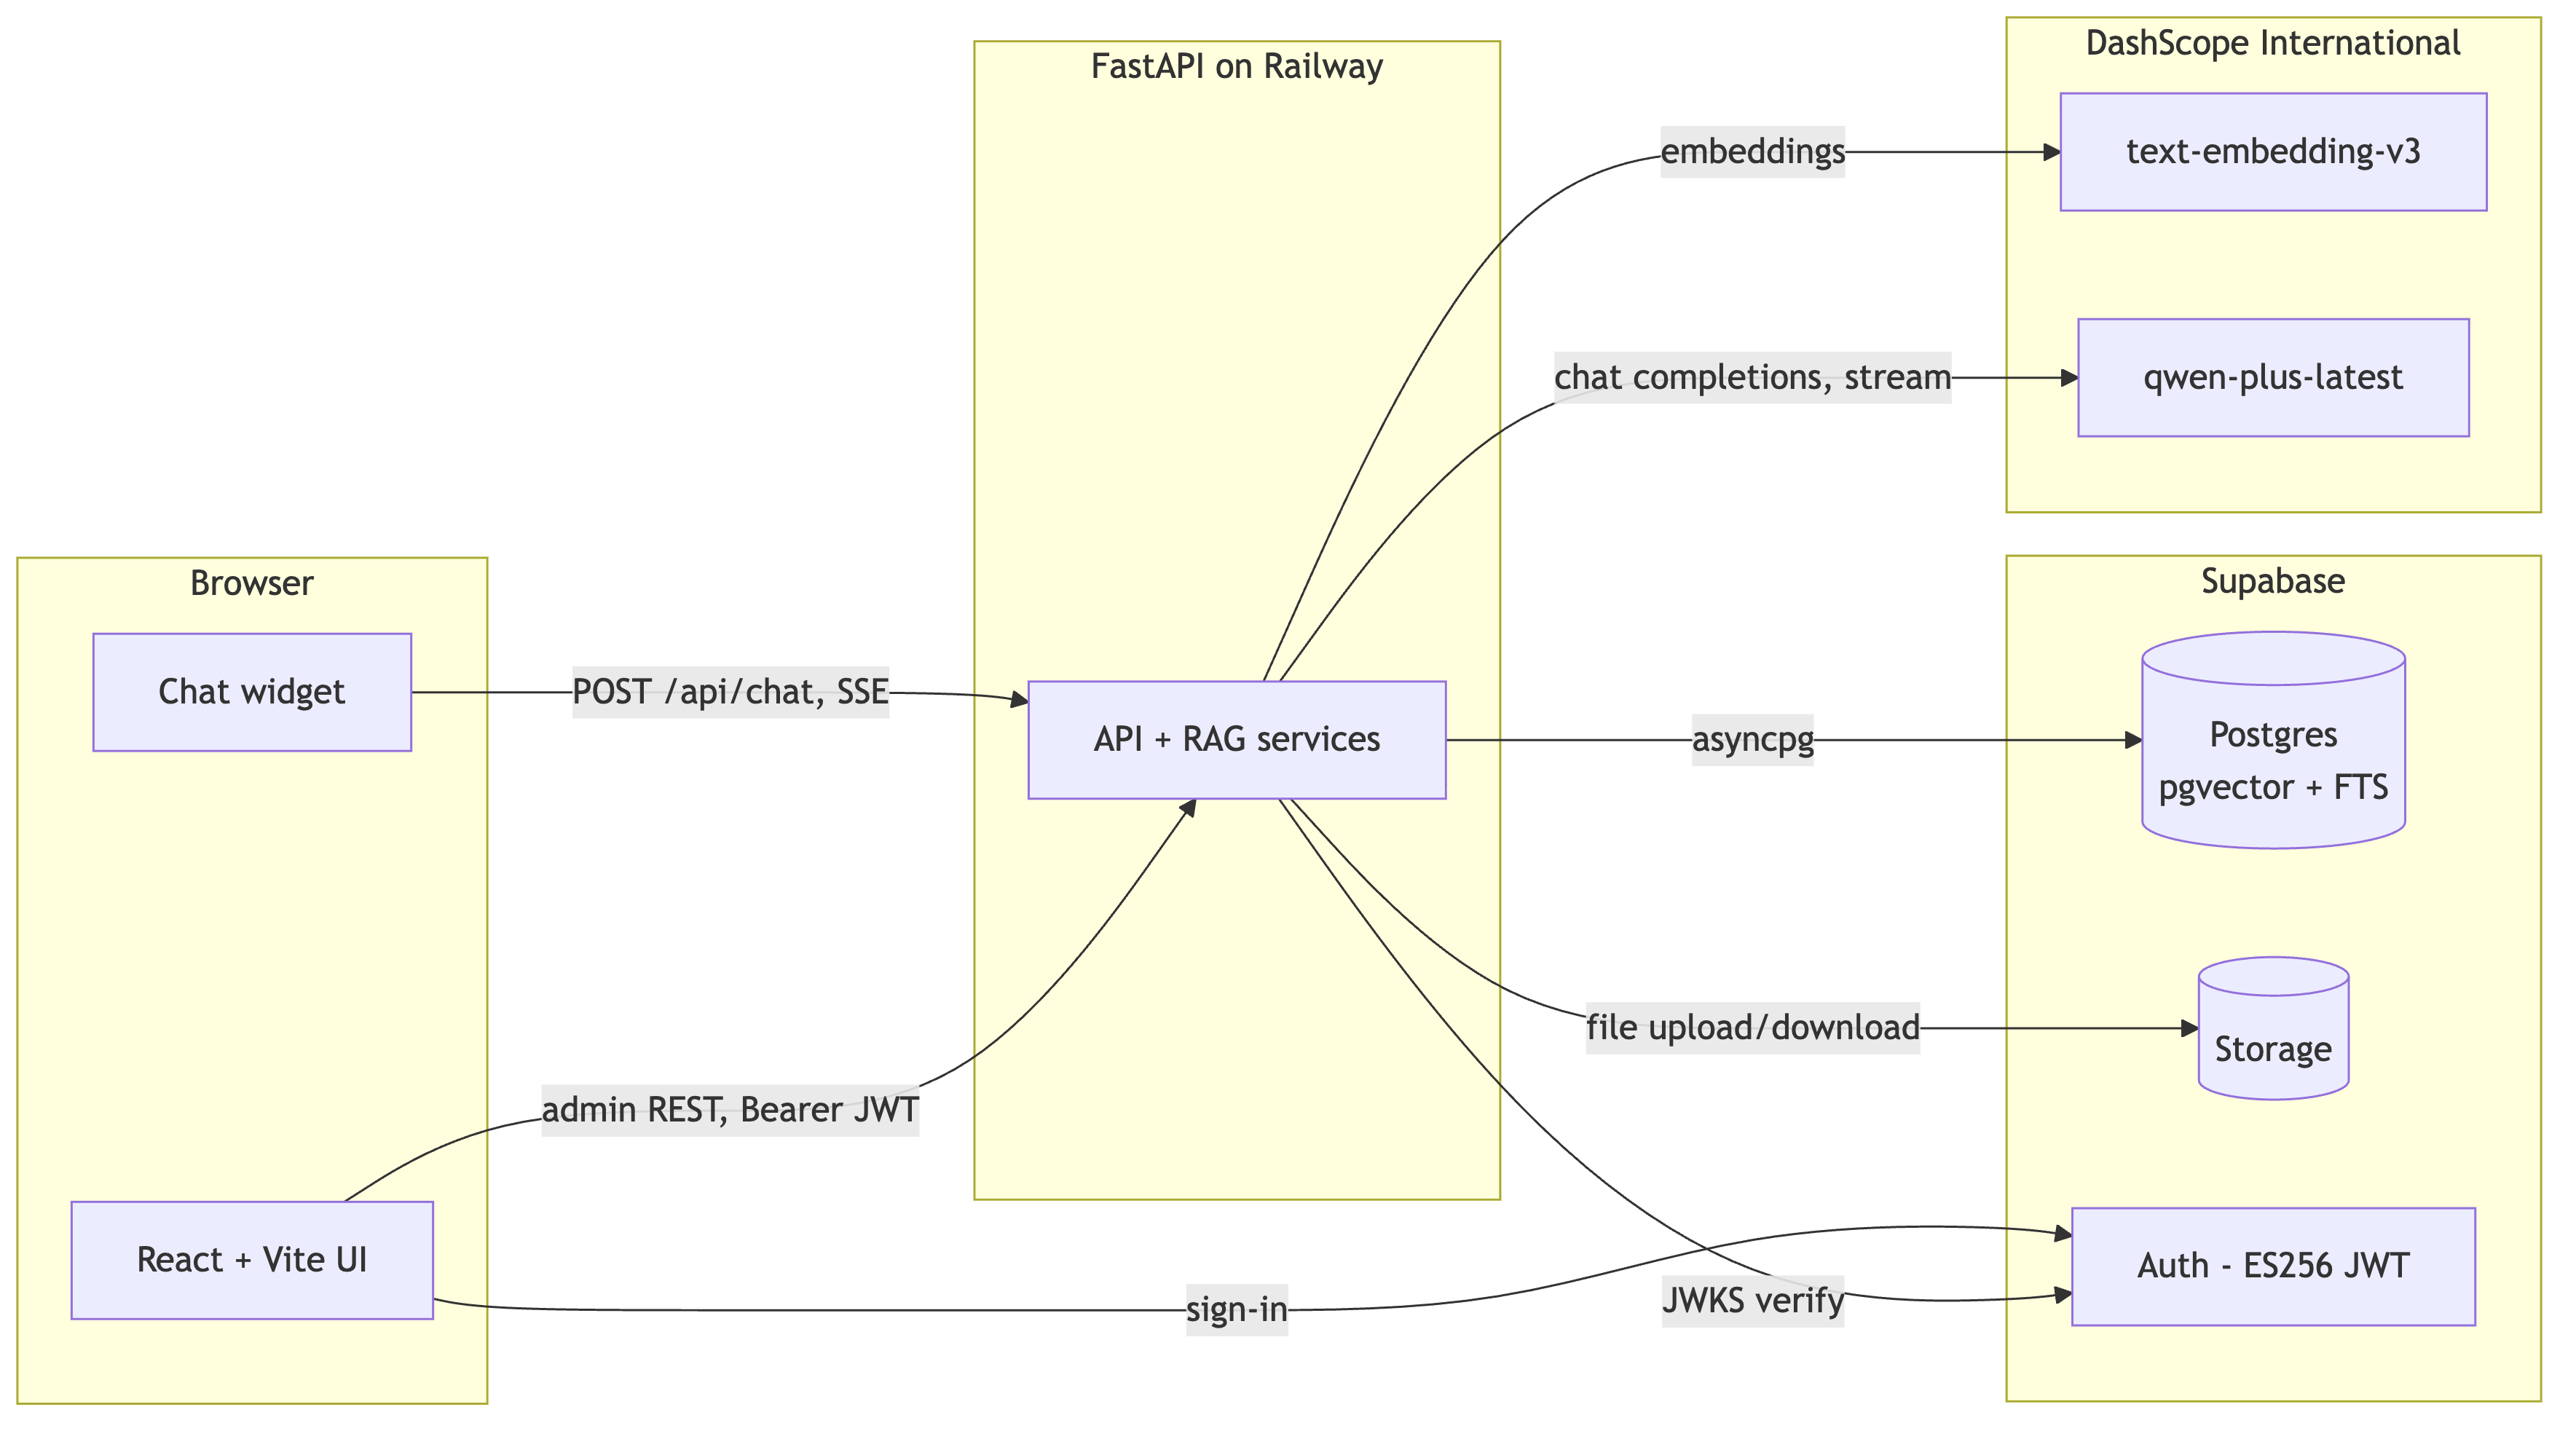 DashScope International
FastAPI on Railway
embeddings
text-embedding-v3
chat completions, stream
qwen-plus-latest
Browser
Supabase
Chat widget
POST /api/chat, SSE
API + RAG services
asyncpg
Postgres
pgvector + FTS
file upload/download
Storage
admin REST, Bearer JWT
React + Vite UI
sign-in
JWKS verify
Auth - ES256 JWT